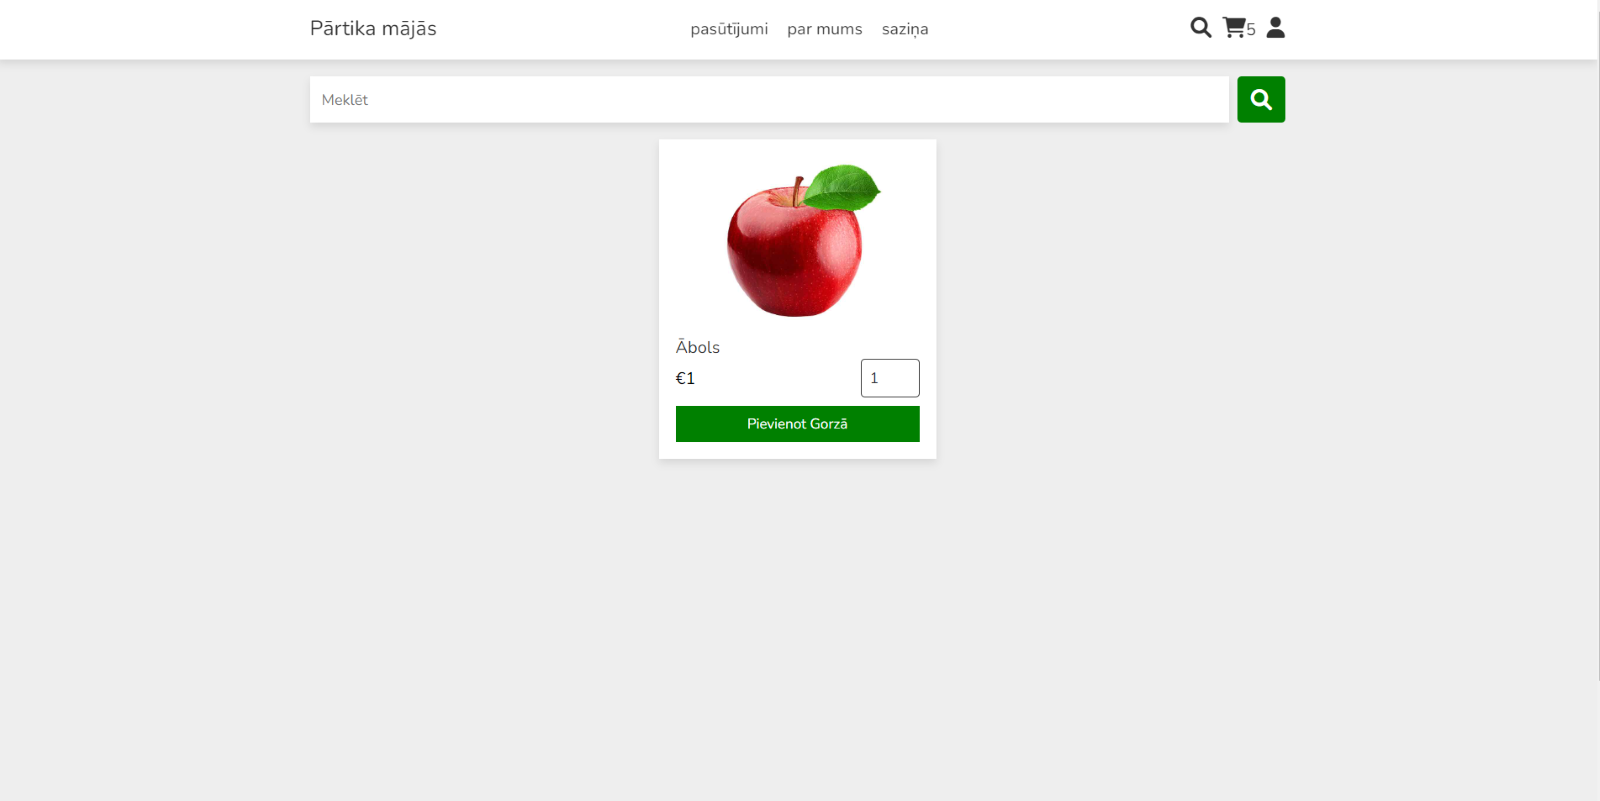 Pārtika mājās pasūtījumi par mums saziņa 5
Meklēt
Ābols
€1 1
Pievienot Gorzā